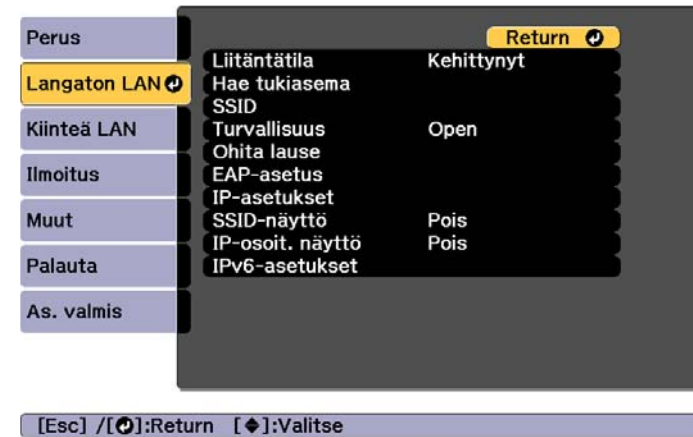 Perus
Langaton LAN
Kiinteä LAN
Ilmoitus
Muut
Palauta
As. valmis
Return
Liitäntätila Kehittynyt
Hae tukiasema
SSID
Turvallisuus Open
Ohita lause
EAP-asetus
IP-asetukset
SSID-näyttö Pois
IP-osoit. näyttö Pois
IPv6-asetukset
[Esc] /[⏎]:Return [◆]:Valitse